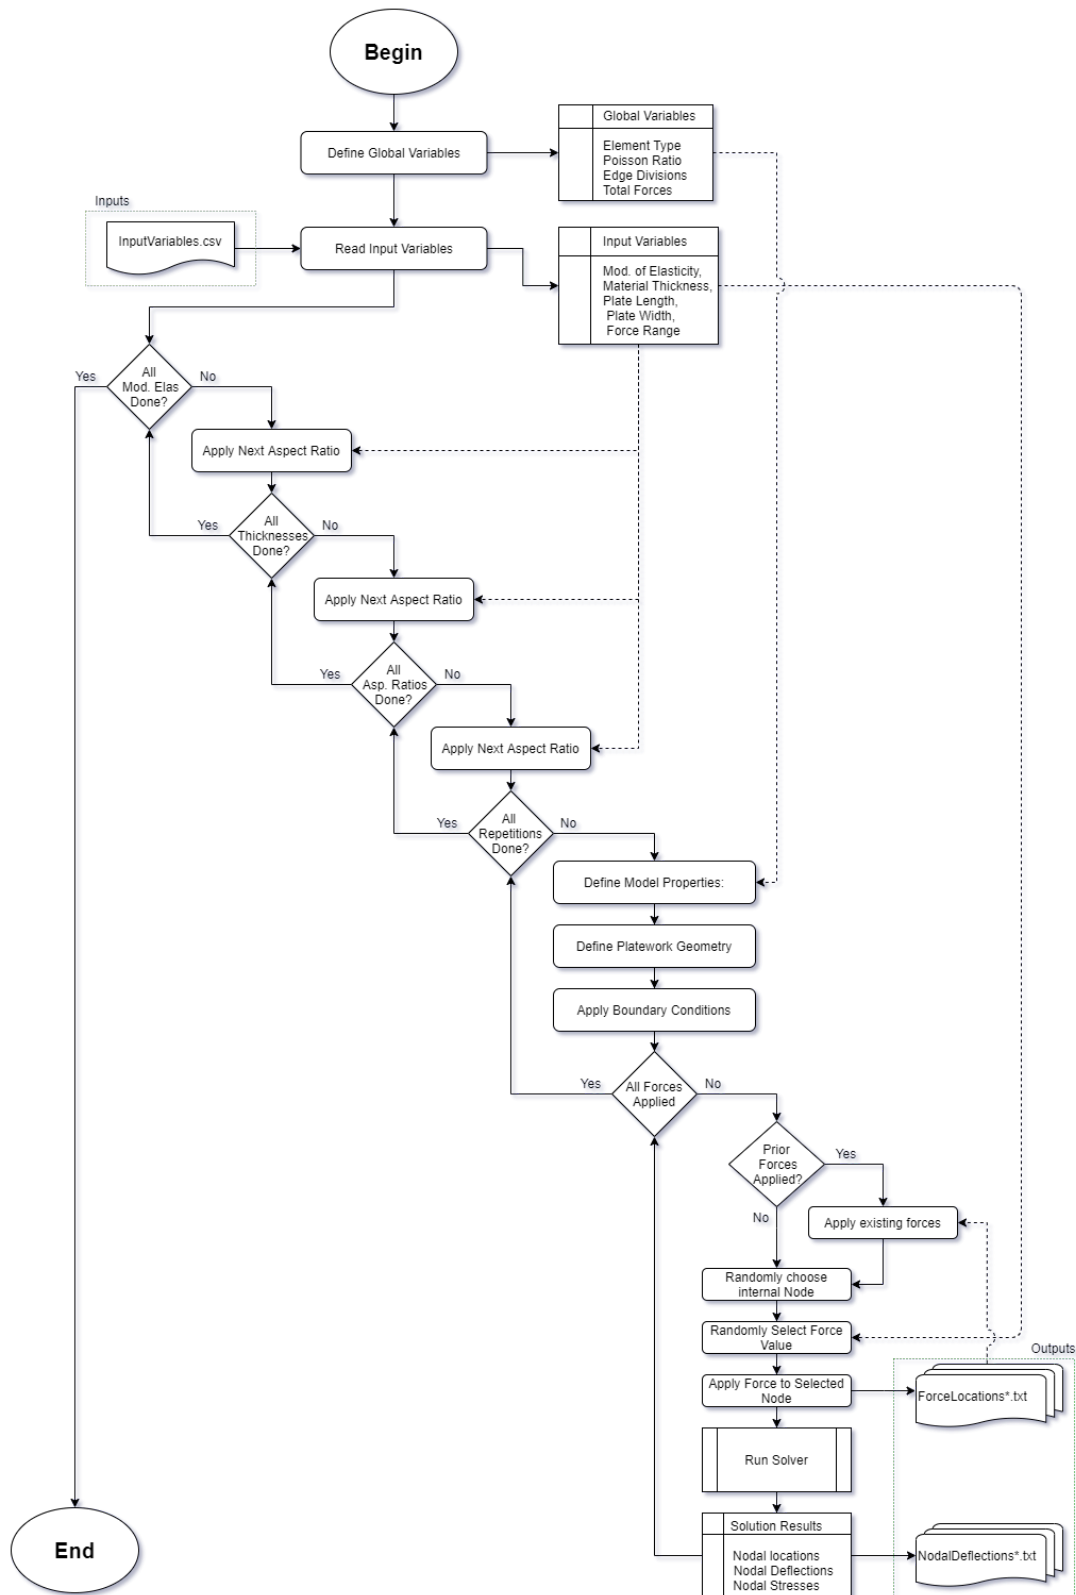 Begin
Define Global Variables
Global Variables
Element Type
Poisson Ratio
Edge Divisions
Total Forces
Inputs
InputVariables.csv
Read Input Variables
Input Variables
Mod. of Elasticity,
Material Thickness,
Plate Length,
Plate Width,
Force Range
All
Mod. Elas
Done?
Yes
No
Apply Next Aspect Ratio
All
Thicknesses
Done?
Yes
No
Apply Next Aspect Ratio
All
Asp. Ratios
Done?
Yes
No
Apply Next Aspect Ratio
All
Repetitions
Done?
Yes
No
Define Model Properties:
Define Platework Geometry
Apply Boundary Conditions
All Forces
Applied
Yes
No
Prior
Forces
Applied?
Yes
No
Apply existing forces
Randomly choose
internal Node
Randomly Select Force
Value
Apply Force to Selected
Node
Outputs
ForceLocations*.txt
Run Solver
Solution Results
Nodal locations
Nodal Deflections
Nodal Stresses
NodalDeflections*.txt
End